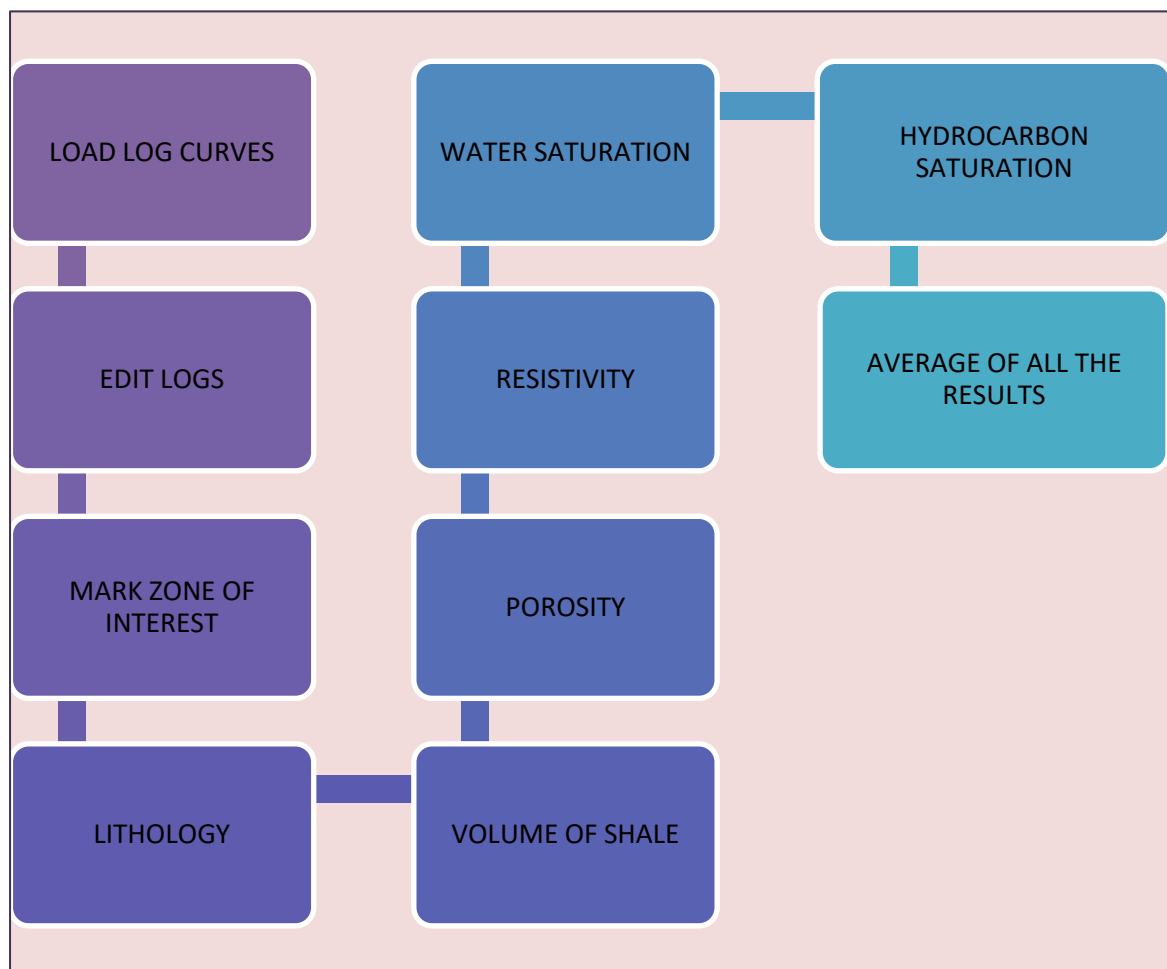 LOAD LOG CURVES
EDIT LOGS
MARK ZONE OF
INTEREST
LITHOLOGY
VOLUME OF SHALE
POROSITY
RESISTIVITY
WATER SATURATION
HYDROCARBON
SATURATION
AVERAGE OF ALL THE
RESULTS